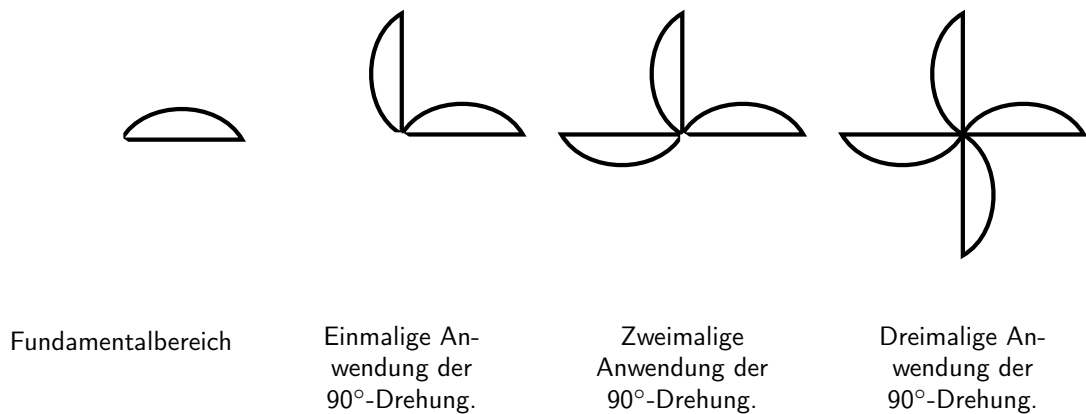 Fundamentalbereich
Einmalige An-
wendung der
90°-Drehung.
Zweimalige
Anwendung der
90°-Drehung.
Dreimalige An-
wendung der
90°-Drehung.